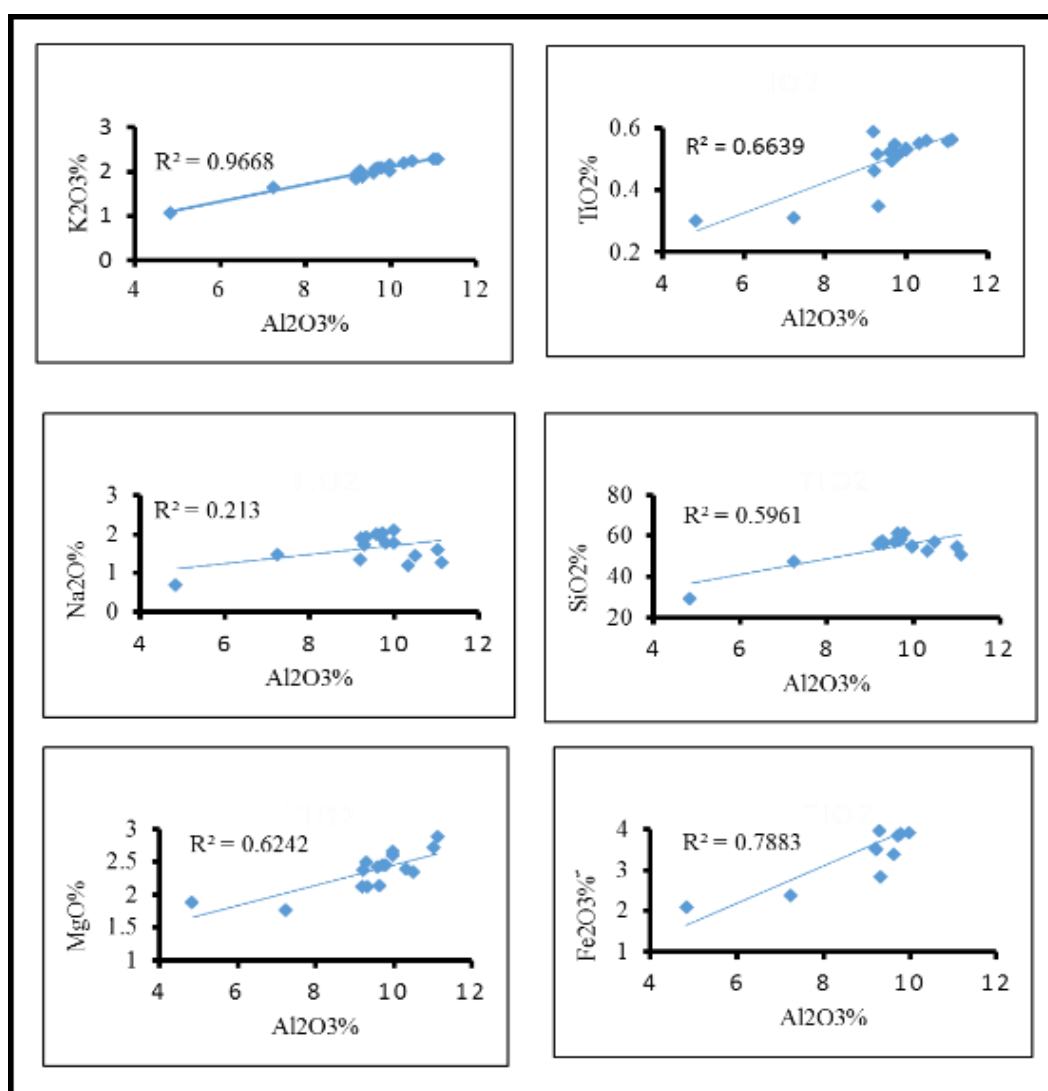 3
2
1
0
R² = 0.9668
K2O3%
4 6 8 10 12
Al2O3%
0.6
0.4
0.2
R² = 0.6639
TiO2%
4 6 8 10 12
Al2O3%
3
2
1
0
R² = 0.213
Na2O%
4 6 8 10 12
Al2O3%
80
60
40
20
R² = 0.5961
SiO2%
4 6 8 10 12
Al2O3%
3
2.5
2
1.5
1
R² = 0.6242
MgO%
4 6 8 10 12
Al2O3%
4
3
2
1
R² = 0.7883
Fe2O3%
4 6 8 10 12
Al2O3%